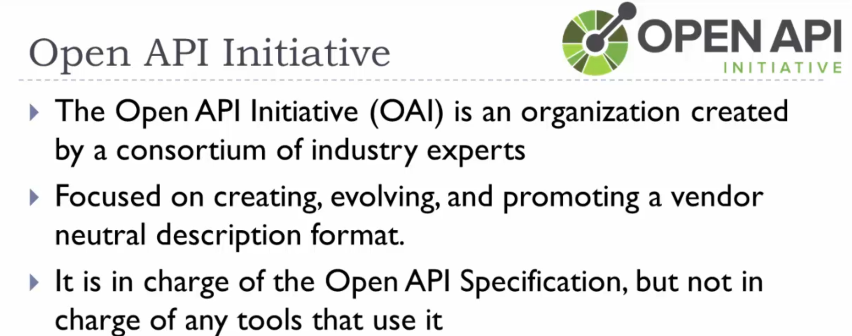 Open API Initiative
OPEN API
INITIATIVE
The Open API Initiative (OAI) is an organization created
by a consortium of industry experts
Focused on creating, evolving, and promoting a vendor
neutral description format.
It is in charge of the Open API Specification, but not in
charge of any tools that use it